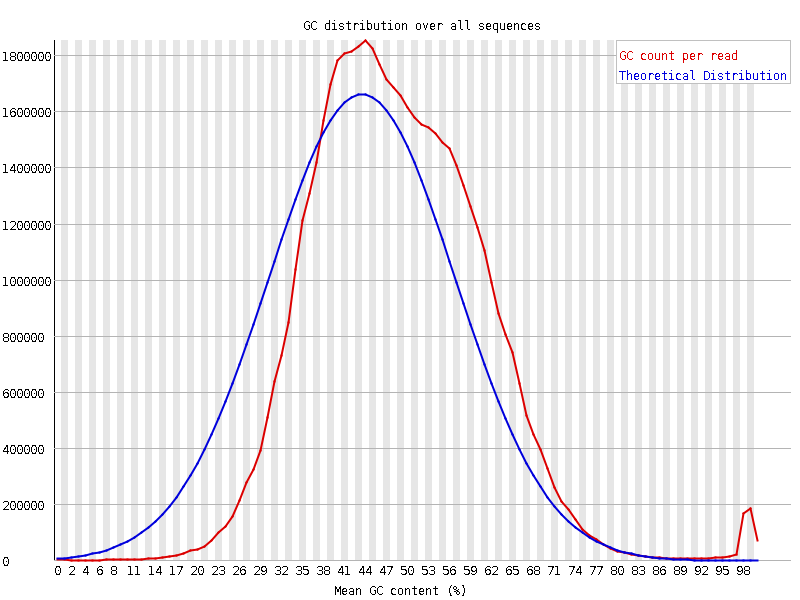 GC distribution over all sequences
GC count per read
Theoretical Distribution
1800000
1600000
1400000
1200000
1000000
800000
600000
400000
200000
0
0 2 4 6 8 11 14 17 20 23 26 29 32 35 38 41 44 47 50 53 56 59 62 65 68 71 74 77 80 83 86 89 92 95 98
Mean GC content (%)